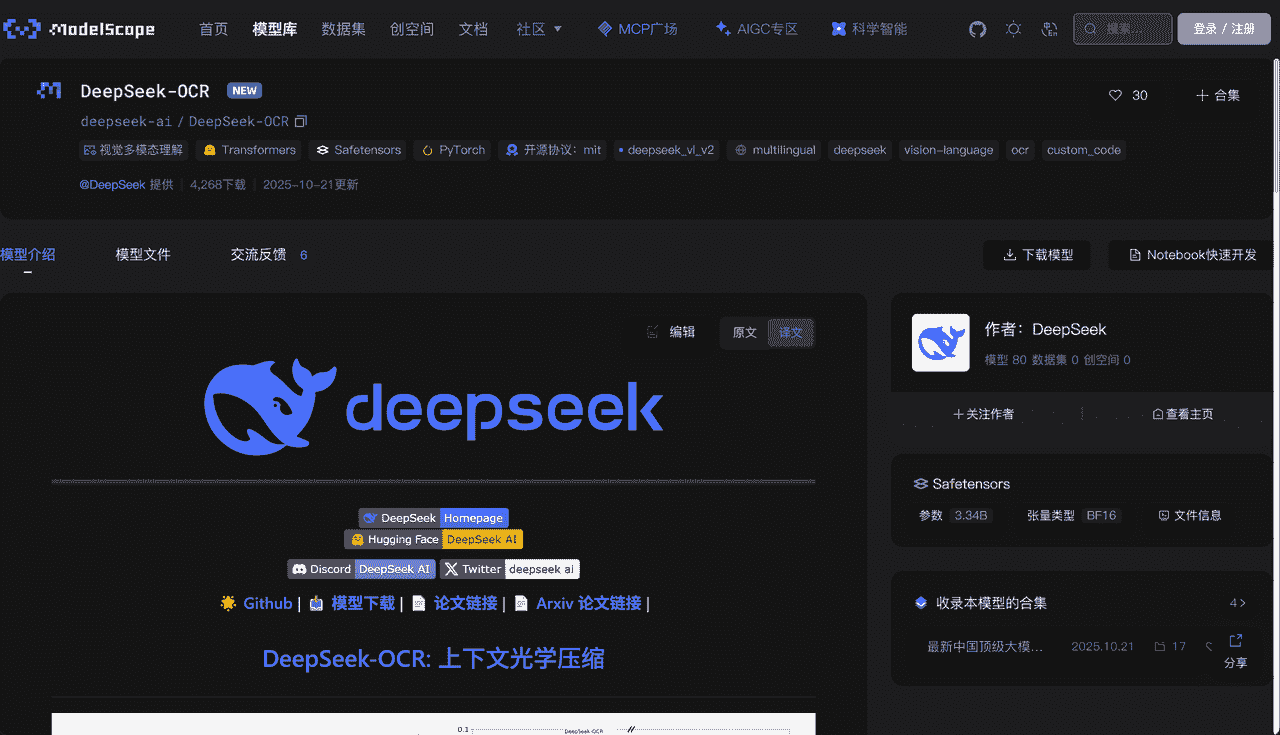 ModelScope 首页 模型库 数据集 创空间 文档 社区 MCP广场 AIGC专区 科学智能 En 搜索... 登录 / 注册
DeepSeek-OCR NEW
30 合集
deepseek-ai / DeepSeek-OCR
视觉多模态理解 Transformers Safetensors PyTorch 开源协议: mit deepseek_vl_v2 multilingual deepseek vision-language ocr custom_code
@DeepSeek 提供 4,268下载 2025-10-21更新
模型介绍 模型文件 交流反馈 6 下载模型 Notebook快速开发
编辑 原文 译文
deepseek
作者: DeepSeek
模型 80 数据集 0 创空间 0
+关注作者 查看主页
Safetensors
参数 3.34B 张量类型 BF16 文件信息
DeepSeek Homepage
Hugging Face DeepSeek AI
Discord DeepSeek AI Twitter deepseek ai
Github | 模型下载 | 论文链接 | Arxiv 论文链接 |
DeepSeek-OCR: 上下文光学压缩
收录本模型的合集 4 >
最新中国顶级大模... 2025.10.21 17
分享
0.1 DeepSeek-OCR